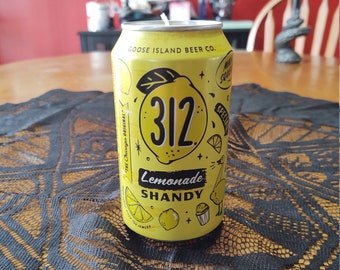 GOOSE ISLAND BEER CO.
312
Lemonade
SHANDY